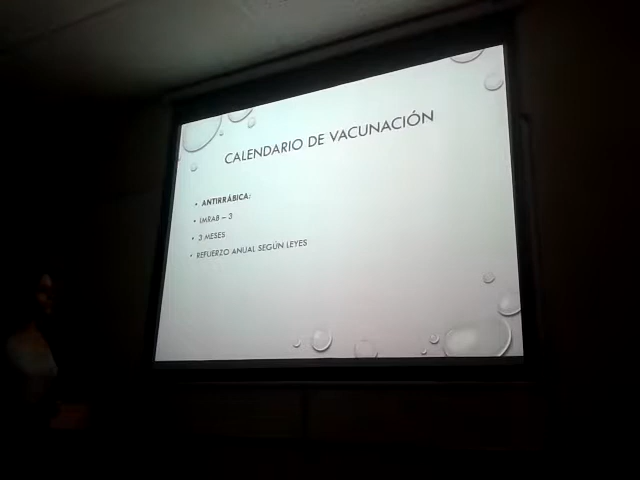 CALENDARIO DE VACUNACIÓN
• ANTIRRÁBICA:
• IMRAB – 3
• 3 MESES
• REFUERZO ANUAL SEGÚN LEYES